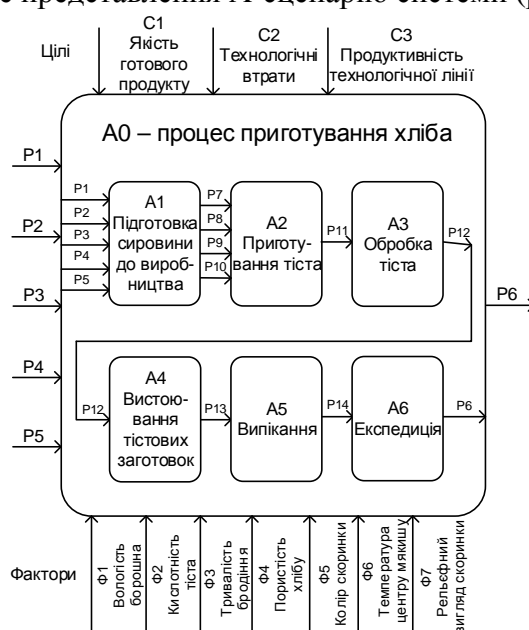 е представлення А-сценарію системи (р
С1
Якість
готового
продукту
С2
Технологічні
втрати
С3
Продуктивність
технологічної лінії
Цілі
А0 – процес приготування хліба
Р1
Р2
Р3
Р4
Р5
Р1
Р2
Р3
Р4
Р5
А1
Підготовка
сировини
до вироб-
ництва
Р7
Р8
Р9
Р10
А2
Приготу-
вання тіста
Р11
А3
Обробка
тіста
Р12
Р6
Р12
А4
Вистою-
вання
тістових
заготовок
Р13
А5
Випікання
Р14
А6
Експедиція
Р6
Фактори
Ф1
Вологість
борошна
Ф2
Кислотність
тіста
Ф3
Тривалість
бродіння
Ф4
Пористість
хлібу
Ф5
Колір скоринки
Ф6
Температура
центру мякишу
Ф7
Рельєфний
вигляд скоринки